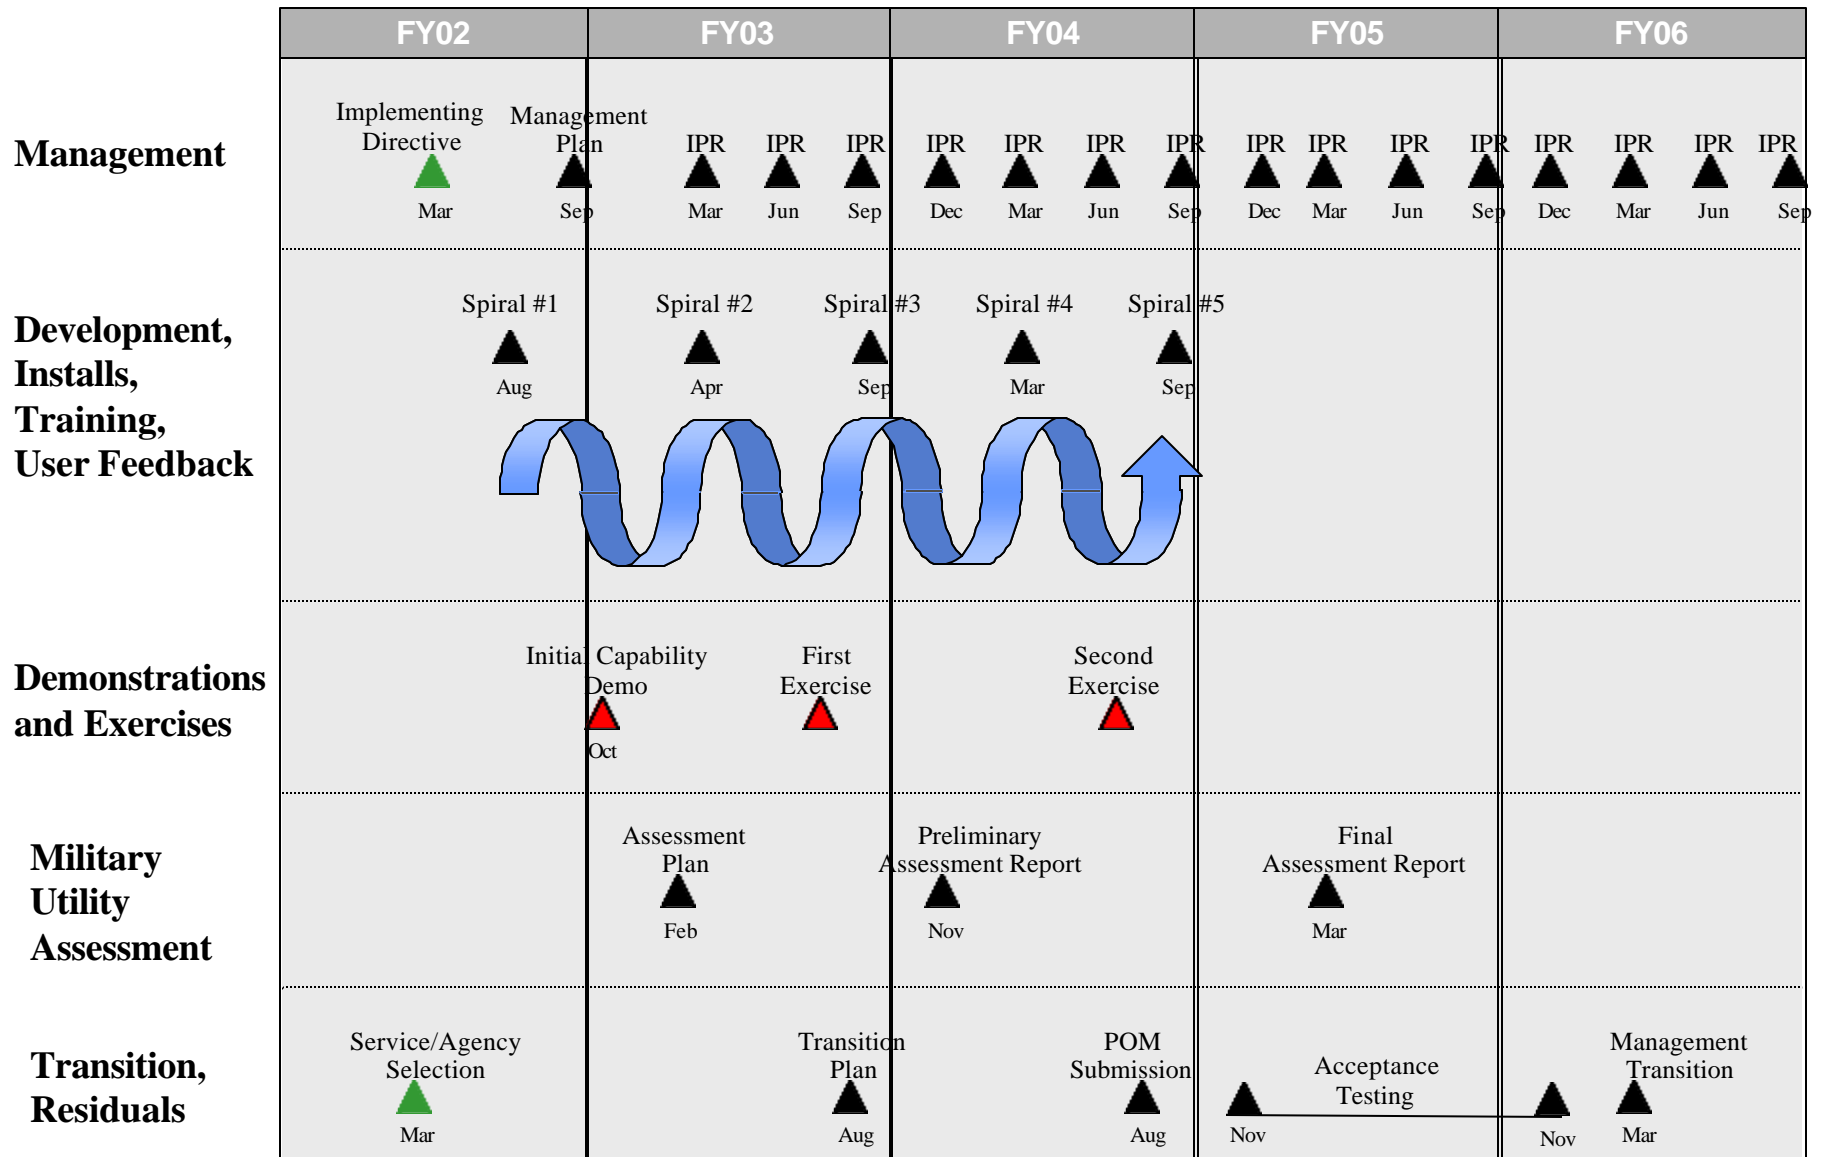 FY02 FY03 FY04 FY05 FY06
Management
Implementing
Directive
Mar
Management
Plan
Sep
IPR IPR IPR IPR IPR IPR IPR IPR IPR IPR IPR IPR IPR IPR IPR
Mar Jun Sep Dec Mar Jun Sep Dec Mar Jun Sep Dec Mar Jun Sep
Development,
Installs,
Training,
User Feedback
Spiral #1 Spiral #2 Spiral #3 Spiral #4 Spiral #5
Aug Apr Sep Mar Sep
Demonstrations
and Exercises
Initial Capability
Demo
Oct
First
Exercise
Second
Exercise
Military
Utility
Assessment
Assessment
Plan
Feb
Preliminary
Assessment Report
Nov
Final
Assessment Report
Mar
Transition,
Residuals
Service/Agency
Selection
Mar
Transition
Plan
Aug
POM
Submission
Aug
Acceptance
Testing
Nov Nov
Management
Transition
Mar